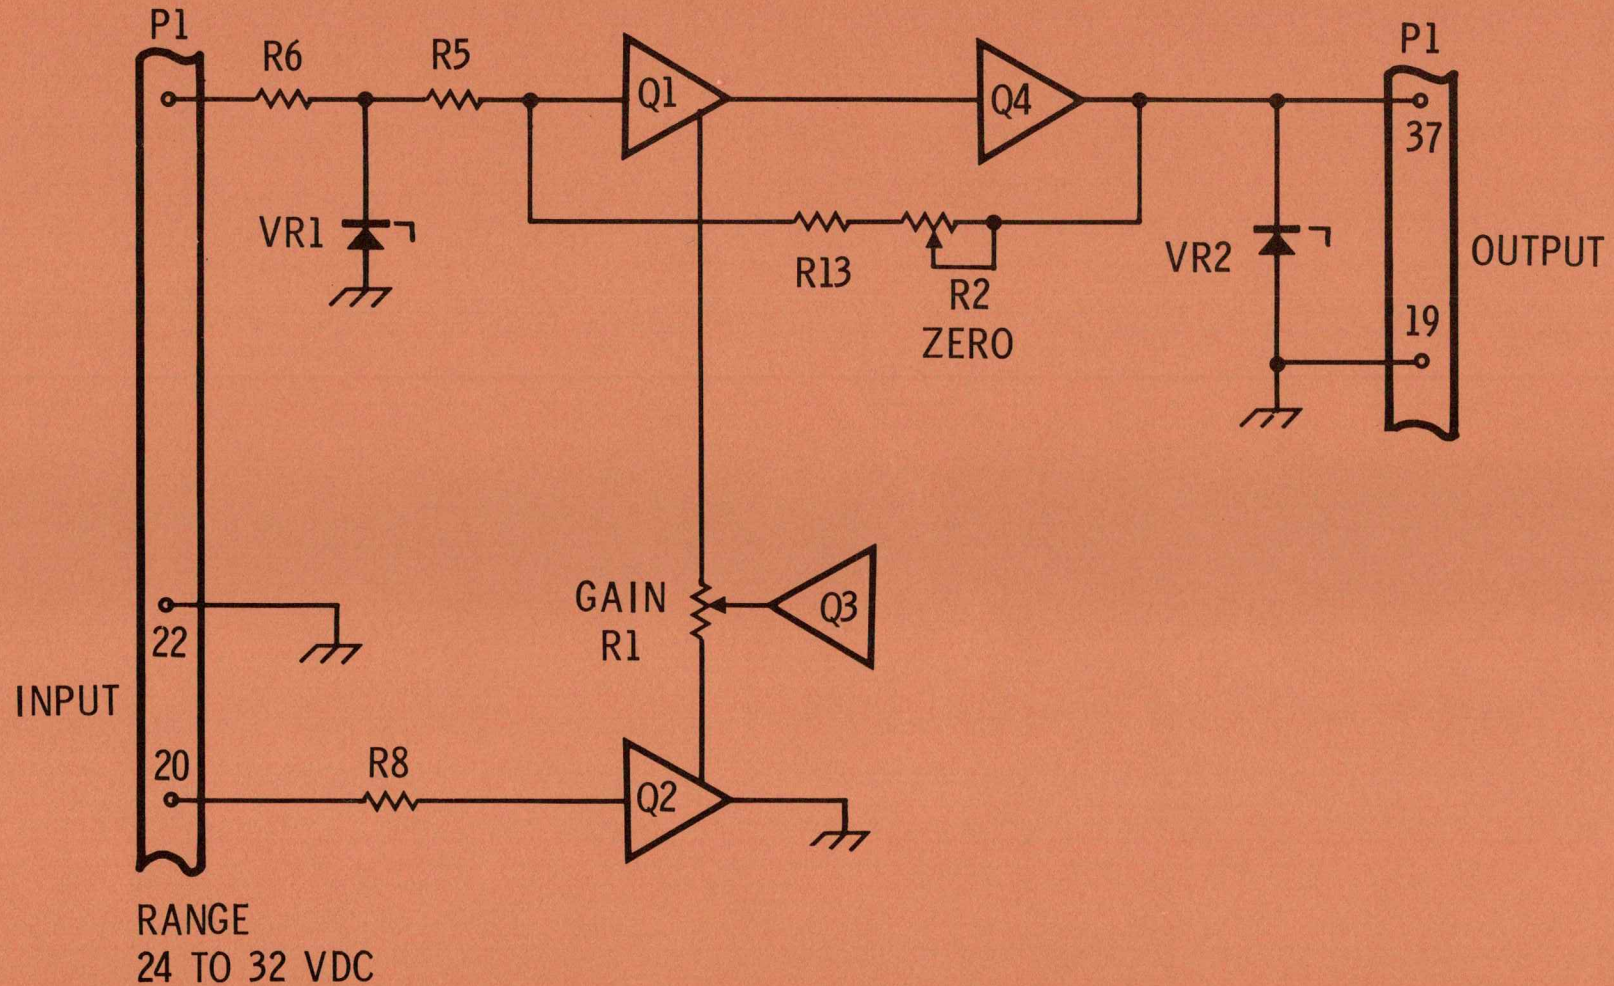 P1
R6
R5
Q1
Q4
P1
37
VR1
R13
R2
ZERO
VR2
OUTPUT
19
GAIN
R1
Q3
22
INPUT
20
R8
Q2
RANGE
24 TO 32 VDC